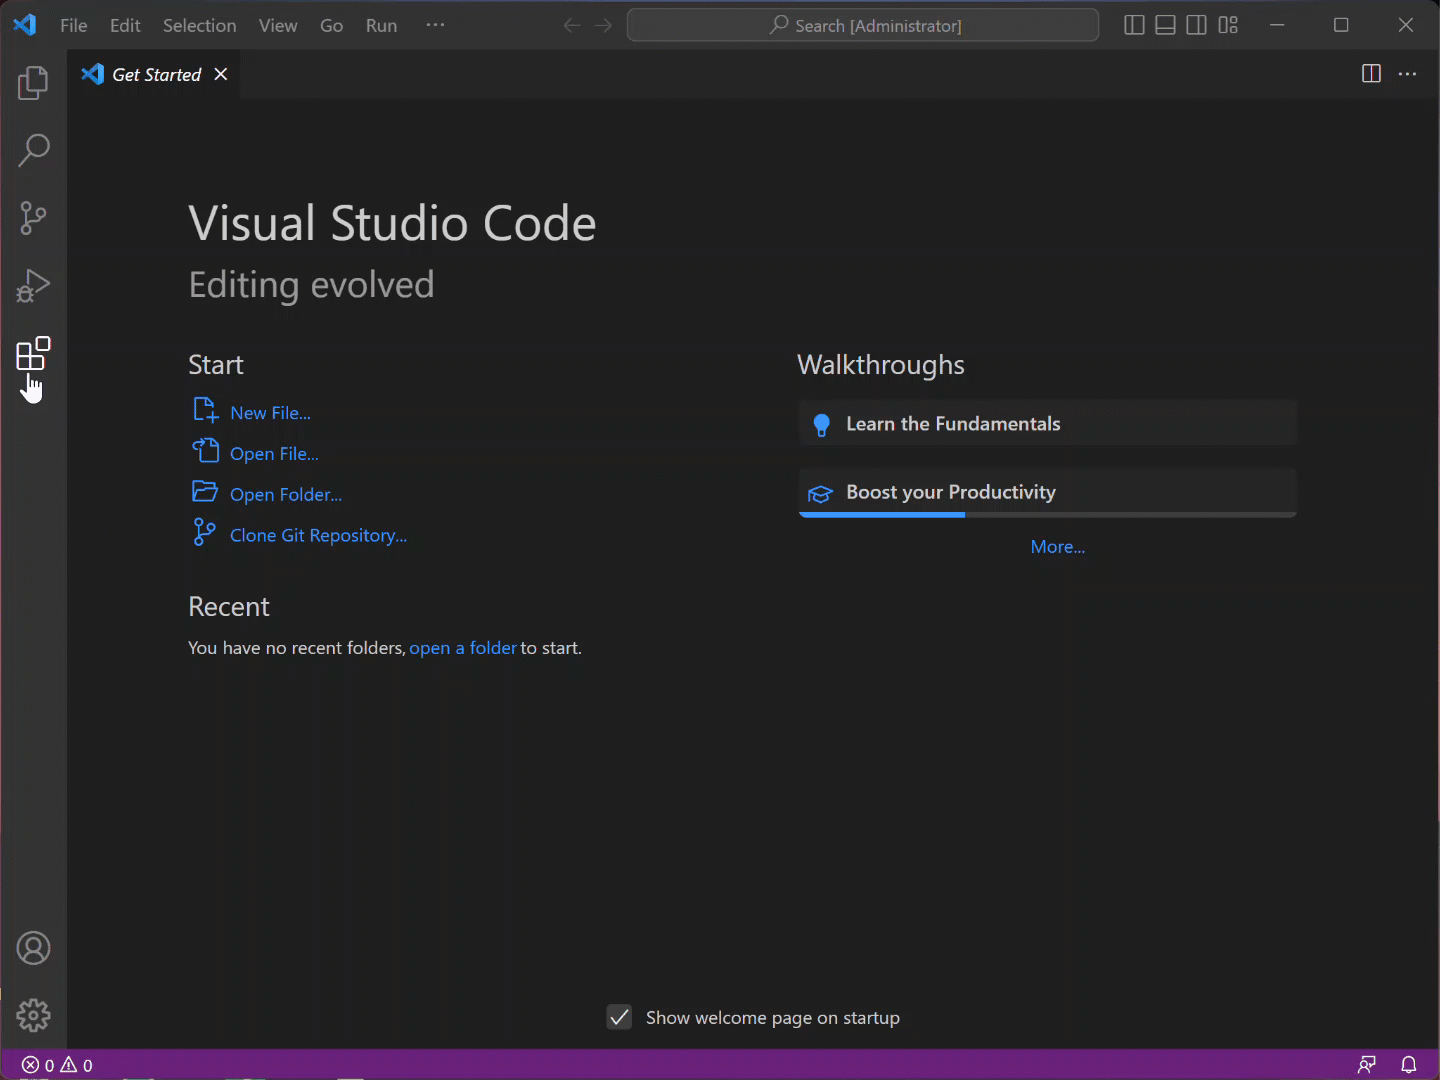 File Edit Selection View Go Run ···
Search [Administrator]
Get Started
Visual Studio Code
Editing evolved
Start
New File...
Open File...
Open Folder...
Clone Git Repository...
Recent
You have no recent folders, open a folder to start.
Walkthroughs
Learn the Fundamentals
Boost your Productivity
More...
Show welcome page on startup
0 0